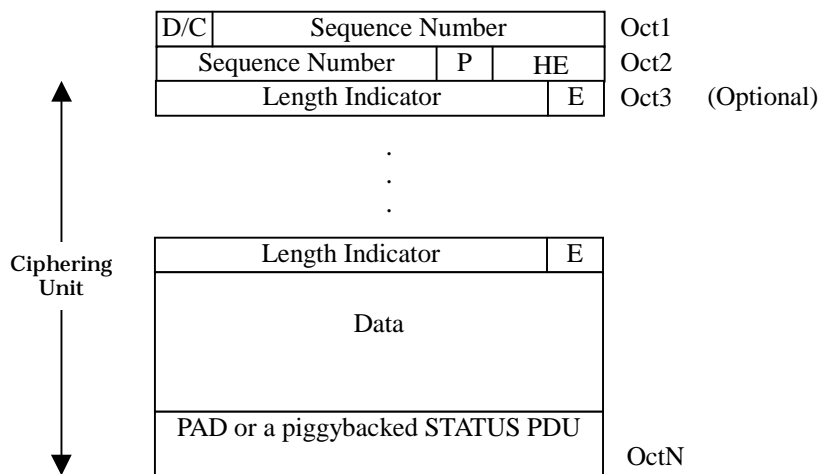 D/C Sequence Number Oct1
Sequence Number P HE Oct2
Length Indicator E Oct3 (Optional)
.
.
.
Length Indicator E
Ciphering
Unit
Data
PAD or a piggybacked STATUS PDU
OctN